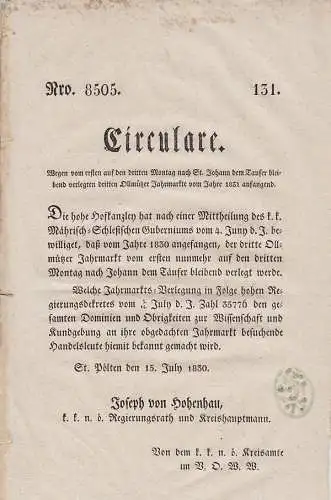 Nro. 8505. 131.
Circulare.
Wegen vom ersten auf den dritten Montag nach St. Johann dem Taufer blei-
bend verlegten dritten Ollmützer Jahrmarkt vom Jahre 1831 anfangend.
Die hohe Hofkanzley hat nach einer Mittheilung des k. k.
Mährisch-Schlesischen Guberniums vom 4. Juny d. J. be-
williget, daß vom Jahre 1830 angefangen, der dritte Oll-
mützer Jahrmarkt vom ersten nunmehr auf den dritten
Montag nach Johann dem Täufer bleibend verlegt werde.
Welche Jahrmarkts-Verlegung in Folge hohen Re-
gierungsdekretes vom July d. J. Zahl 35776 den ge-
samten Dominien und Obrigkeiten zur Wissenschaft und
Kundgebung an ihre obgedachten Jahrmarkt besuchende
Handelsleute hiemit bekannt gemacht wird.
St. Pölten den 15. July 1830.
Joseph von Hohenhau,
k. k. n. ö. Regierungsrath und Kreishauptmann.
Von dem k. k. n. ö. Kreisamte
im V. O. W. W.